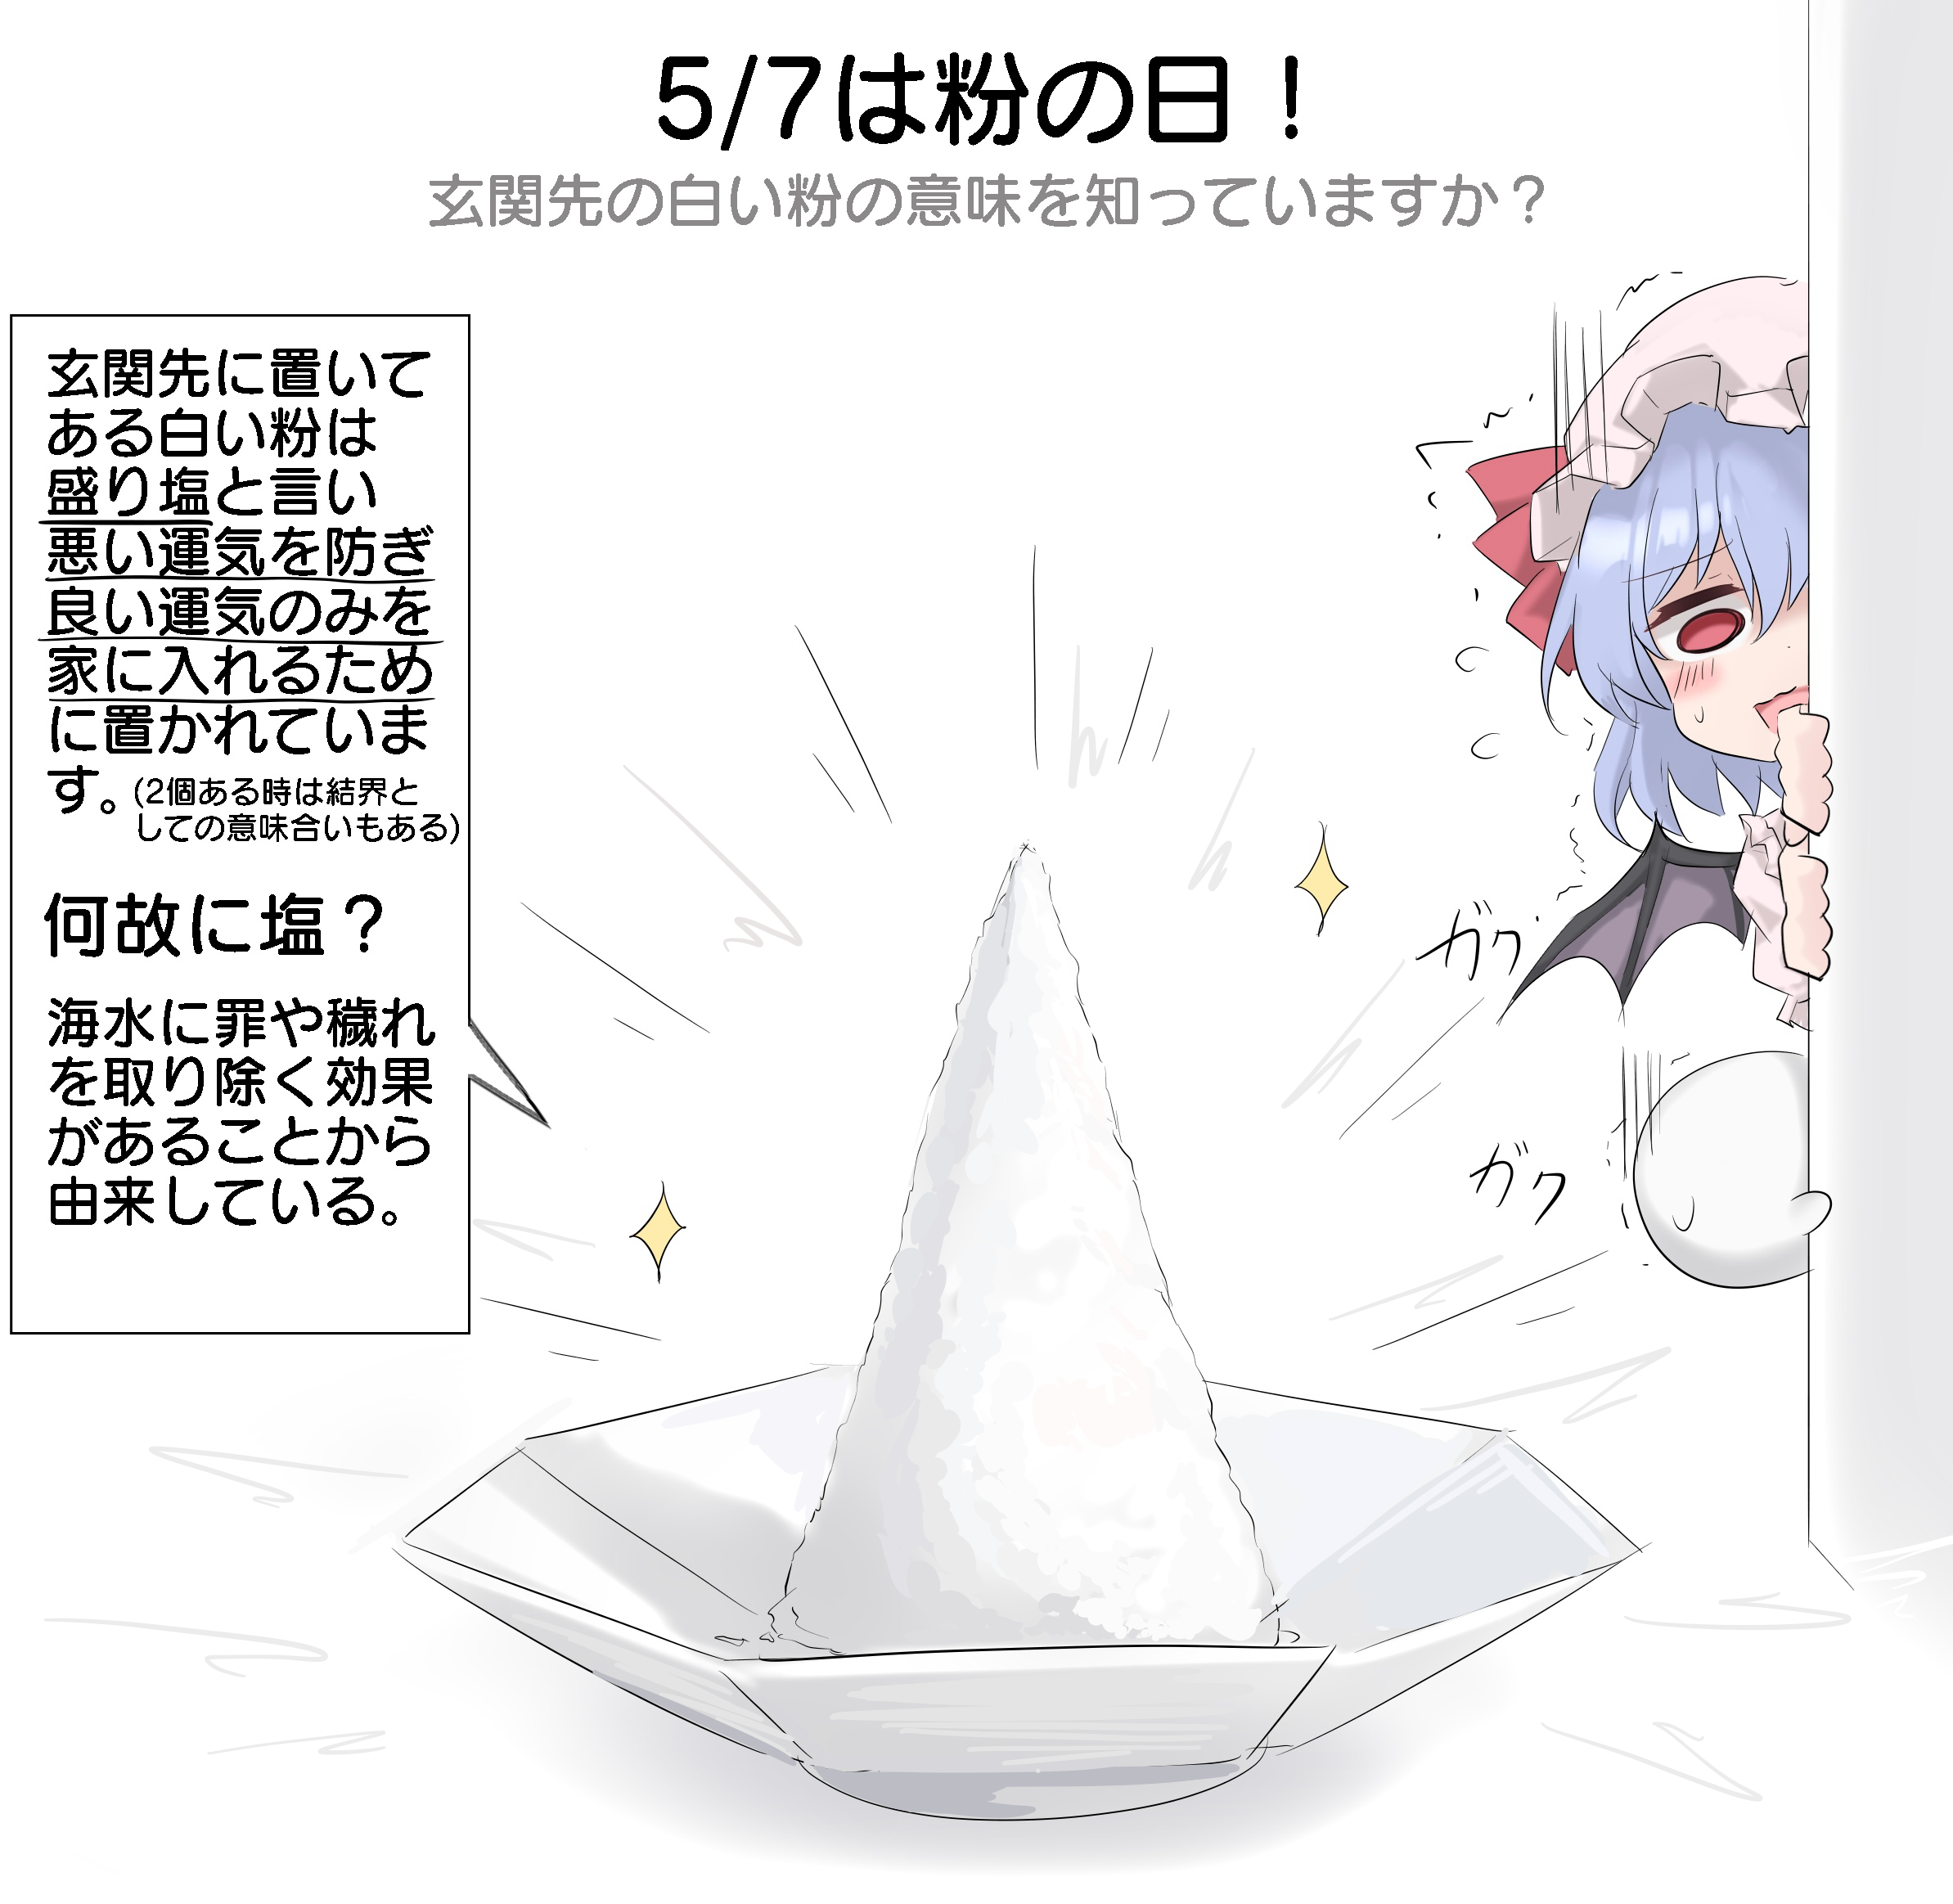 5/7は粉の日！
玄関先の白い粉の意味を知っていますか？
玄関先に置いて
ある白い粉は
盛り塩と言い
悪い運気を防ぎ
良い運気のみを
家に入れるため
に置かれていま
す。(2個ある時は結界と
しての意味合いもある)
何故に塩？
海水に罪や穢れ
を取り除く効果
があることから
由来している。
ガク
ガク